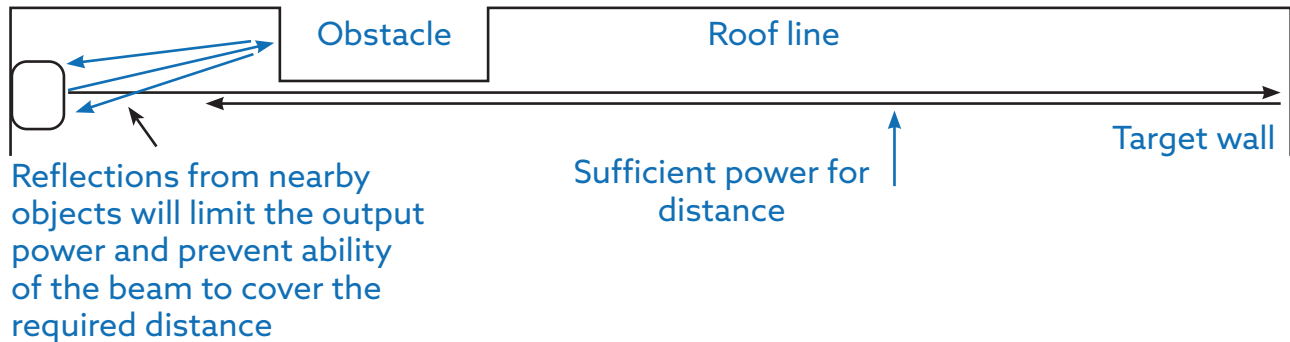 Obstacle
Roof line
Target wall
Sufficient power for
distance
Reflections from nearby
objects will limit the output
power and prevent ability
of the beam to cover the
required distance